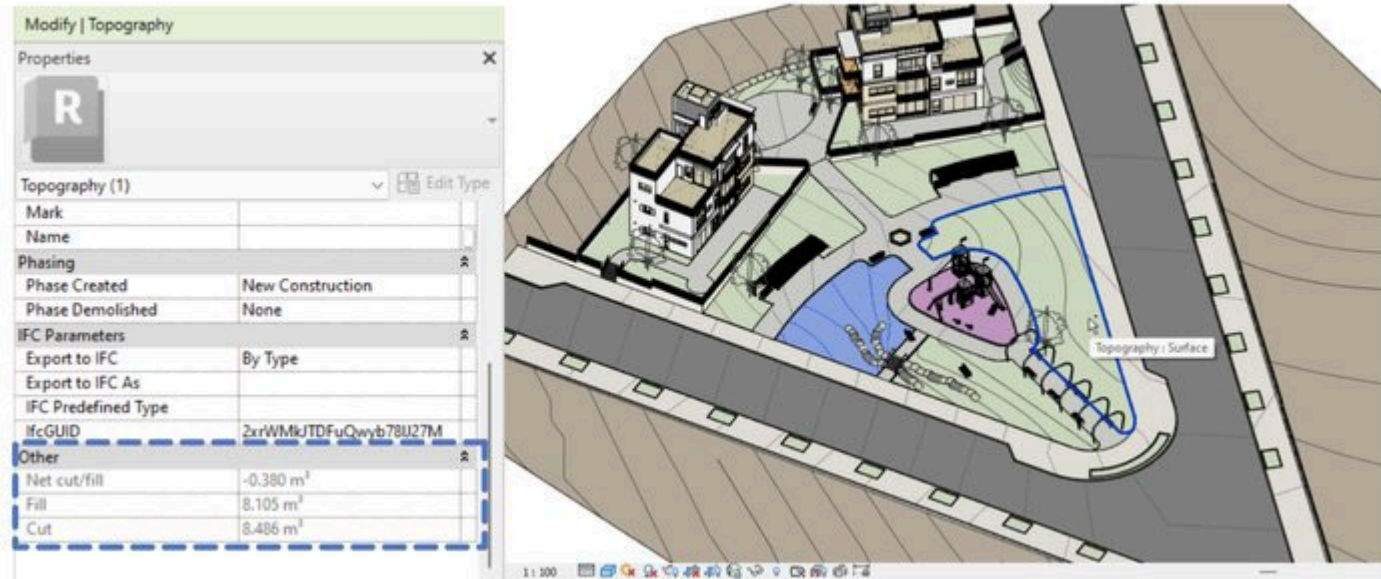 Modify | Topography
Properties
R
Topography (1)
Edit Type
Mark
Name
Phasing
Phase Created New Construction
Phase Demolished None
IFC Parameters
Export to IFC By Type
Export to IFC As
IFC Predefined Type
IfcGUID
Other
Net cut/fill -0.380 m³
Fill 8.105 m³
Cut 8.486 m³
Topography : Surface
1 : 100